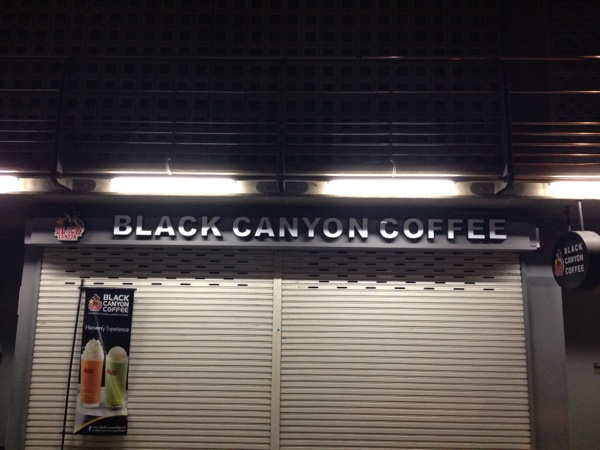 BLACK CANYON COFFEE
BLACK
CANYON
COFFEE
BLACK
CANYON
COFFEE
Heavenly Experience